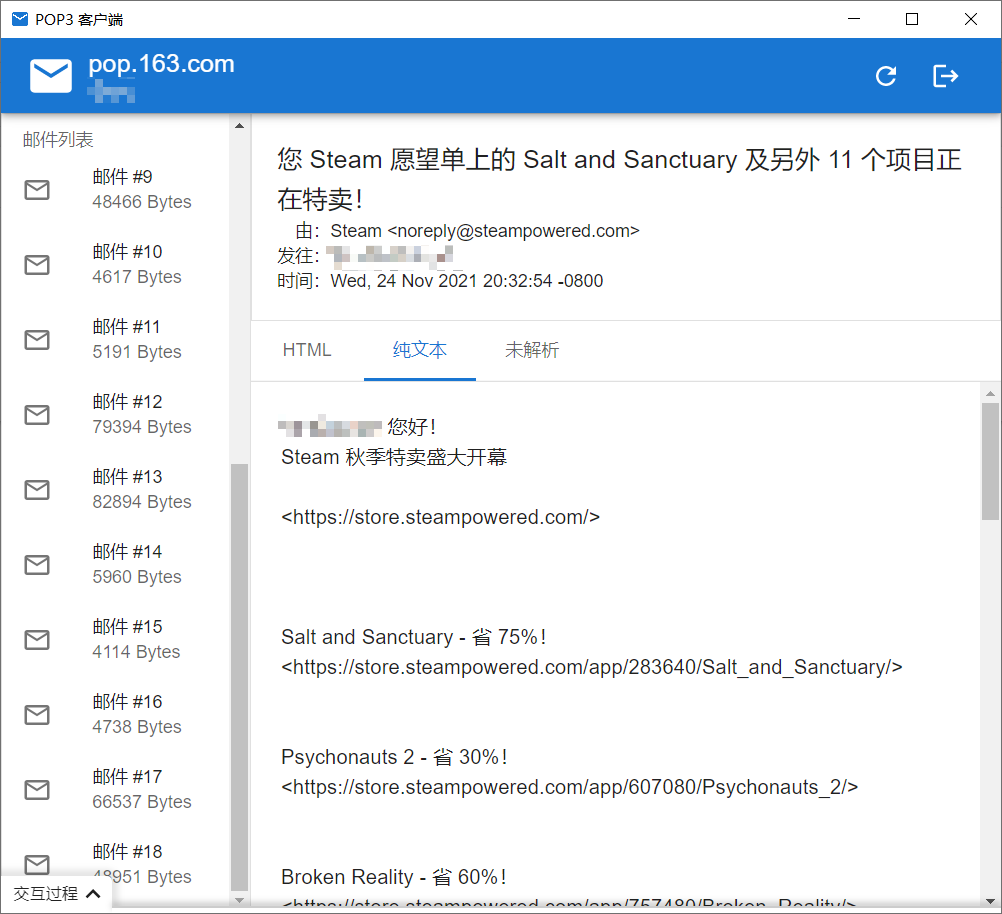 POP3 客户端
pop.163.com
邮件列表
邮件 #9
48466 Bytes
邮件 #10
4617 Bytes
邮件 #11
5191 Bytes
邮件 #12
79394 Bytes
邮件 #13
82894 Bytes
邮件 #14
5960 Bytes
邮件 #15
4114 Bytes
邮件 #16
4738 Bytes
邮件 #17
66537 Bytes
邮件 #18
48951 Bytes
交互过程
您 Steam 愿望单上的 Salt and Sanctuary 及另外 11 个项目正
在特卖！
由：Steam <noreply@steampowered.com>
发往：
时间：Wed, 24 Nov 2021 20:32:54 -0800
HTML 纯文本 未解析
您好！
Steam 秋季特卖盛大开幕
<https://store.steampowered.com/>
Salt and Sanctuary - 省 75%！
<https://store.steampowered.com/app/283640/Salt_and_Sanctuary/>
Psychonauts 2 - 省 30%！
<https://store.steampowered.com/app/607080/Psychonauts_2/>
Broken Reality - 省 60%！
<https://store.steampowered.com/app/757480/Broken_Reality/>